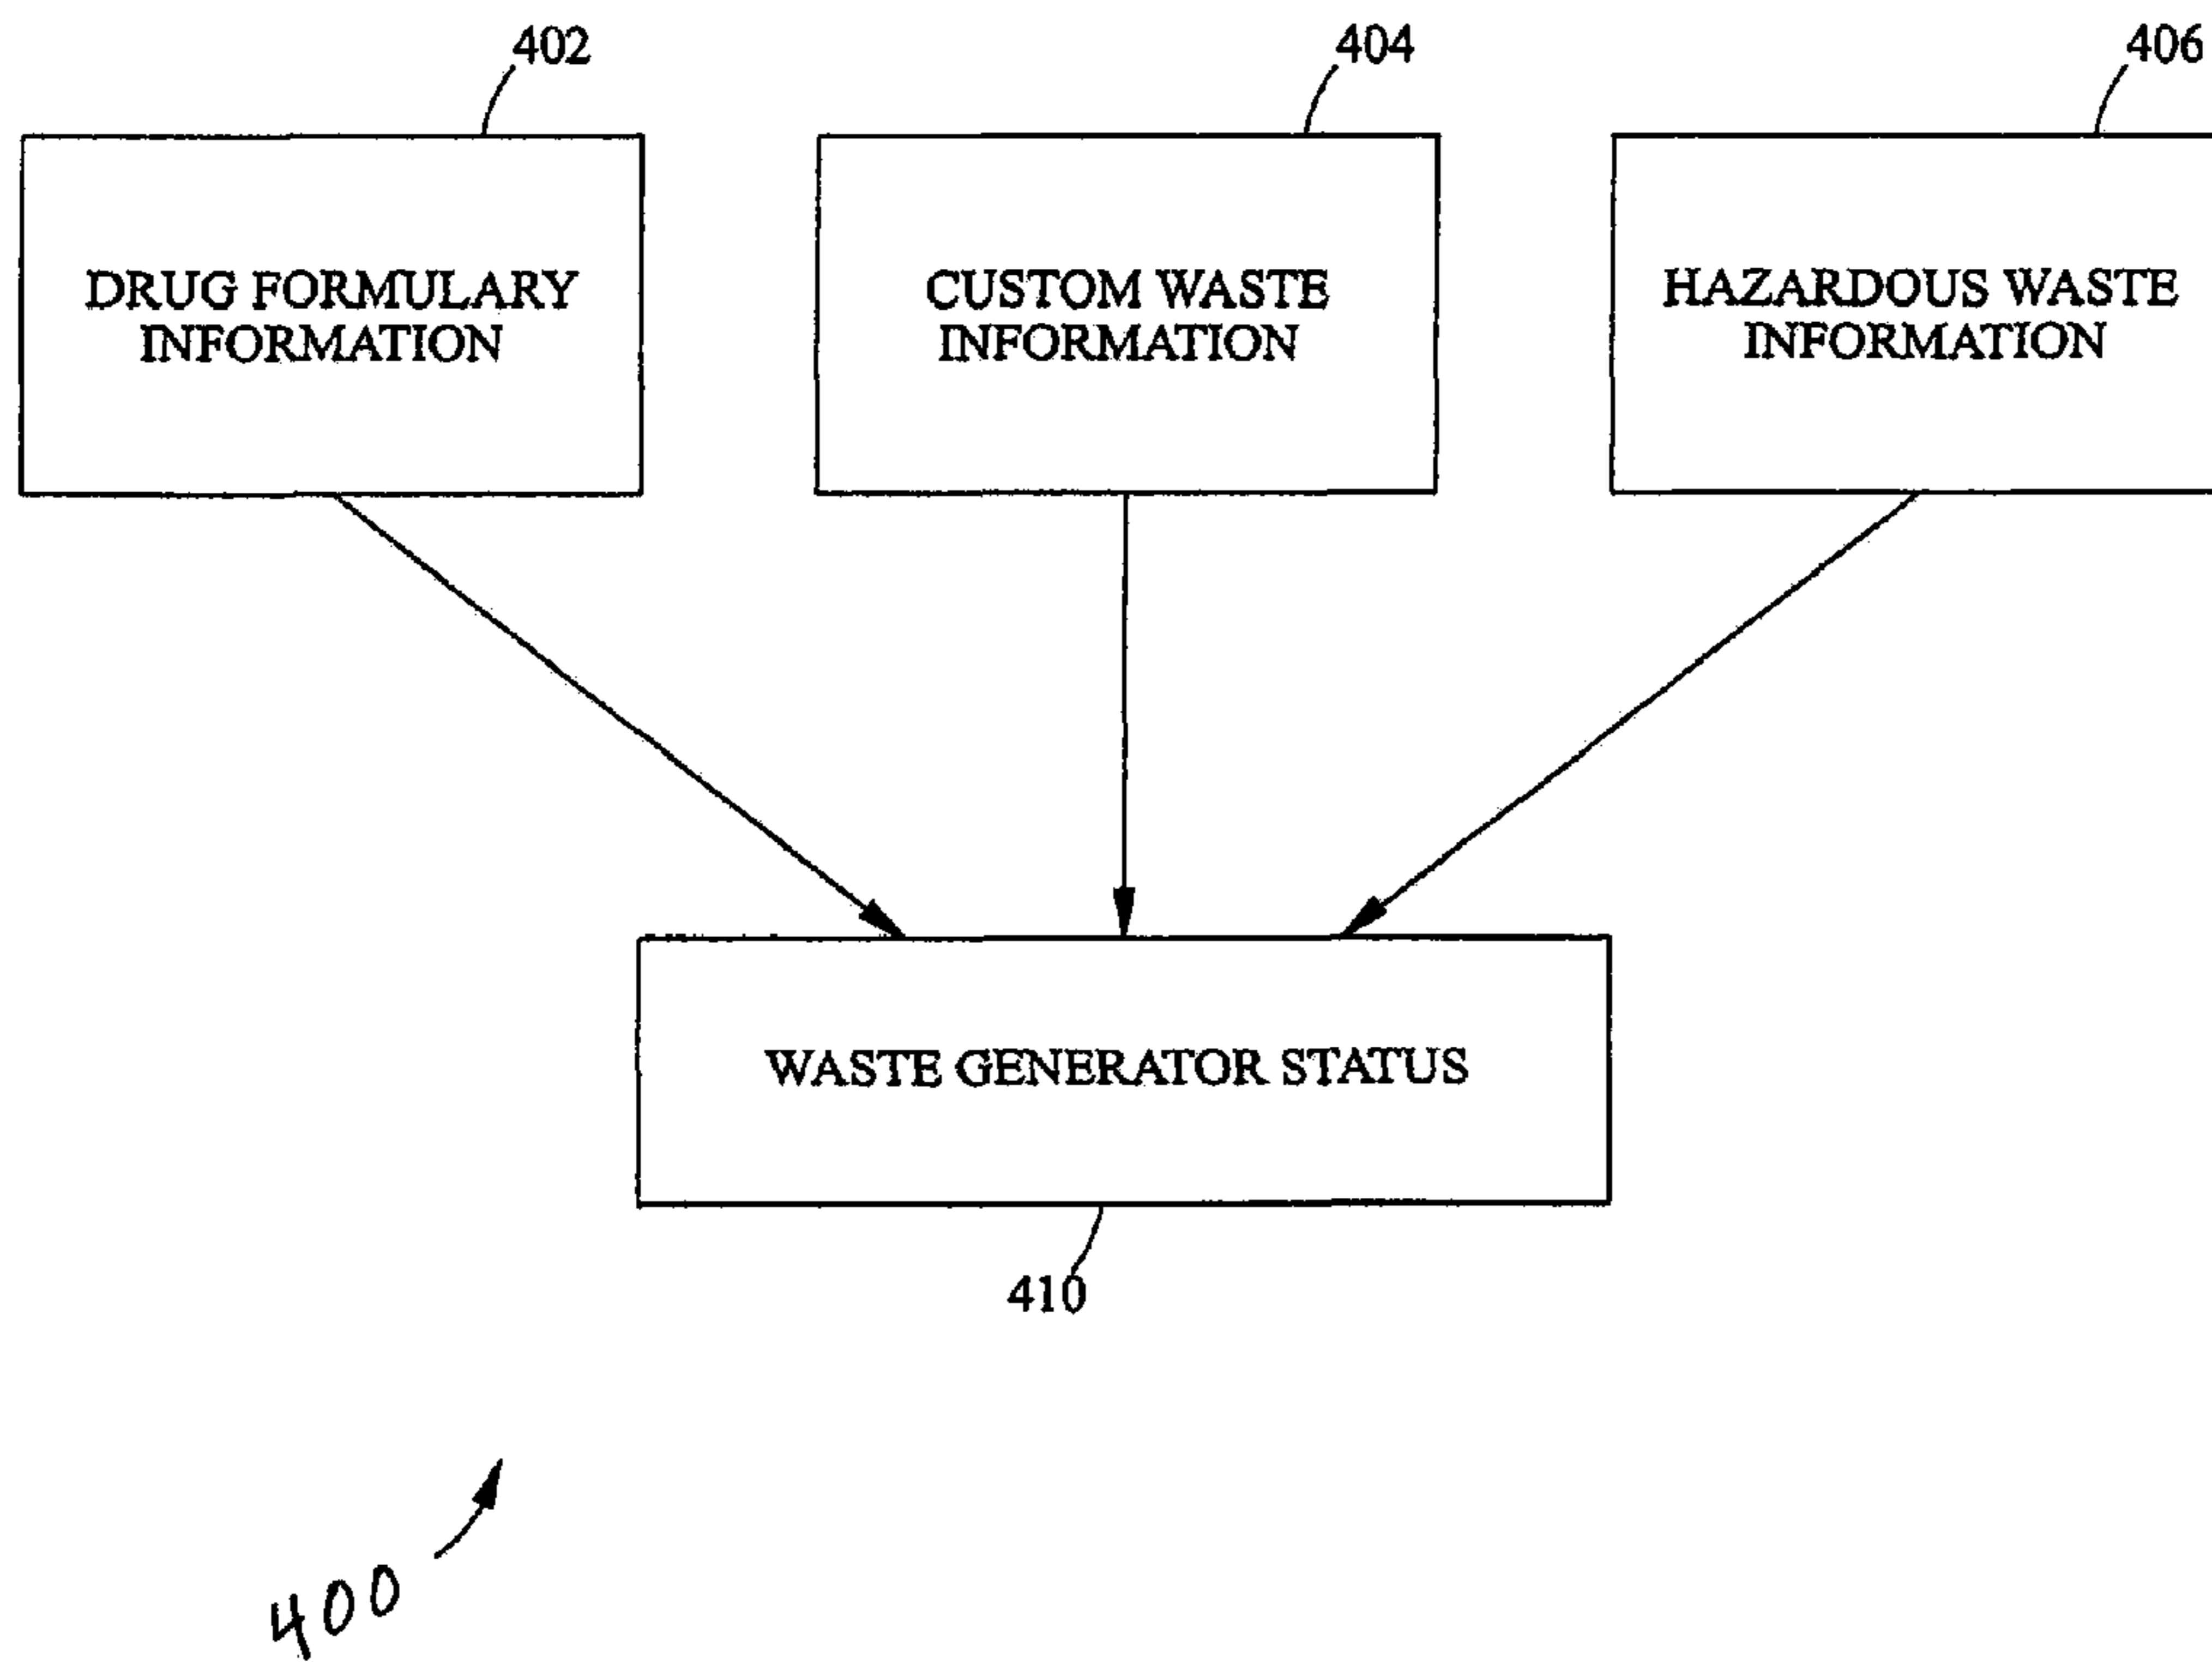 402
404
406
DRUG FORMULARY
INFORMATION
CUSTOM WASTE
INFORMATION
HAZARDOUS WASTE
INFORMATION
WASTE GENERATOR STATUS
410
400